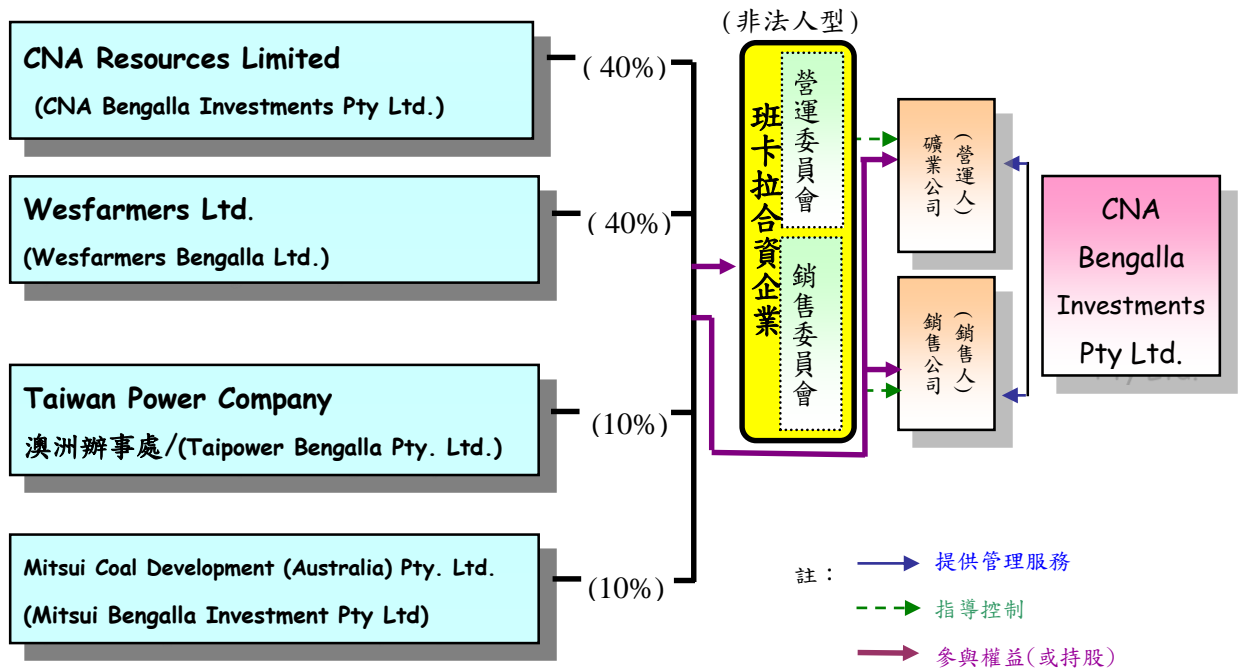 CNA Resources Limited
(CNA Bengalla Investments Pty Ltd.)
( 40%)
Wesfarmers Ltd.
(Wesfarmers Bengalla Ltd.)
( 40%)
Taiwan Power Company
澳洲辦事處/(Taipower Bengalla Pty. Ltd.)
(10%)
Mitsui Coal Development (Australia) Pty. Ltd.
(Mitsui Bengalla Investment Pty Ltd)
(10%)
(非法人型)
班卡拉合資企業
營運委員會
銷售委員會
(營運人)
礦業公司
(銷售人)
銷售公司
CNA
Bengalla
Investments
Pty Ltd.
註：
提供管理服務
指導控制
參與權益(或持股)